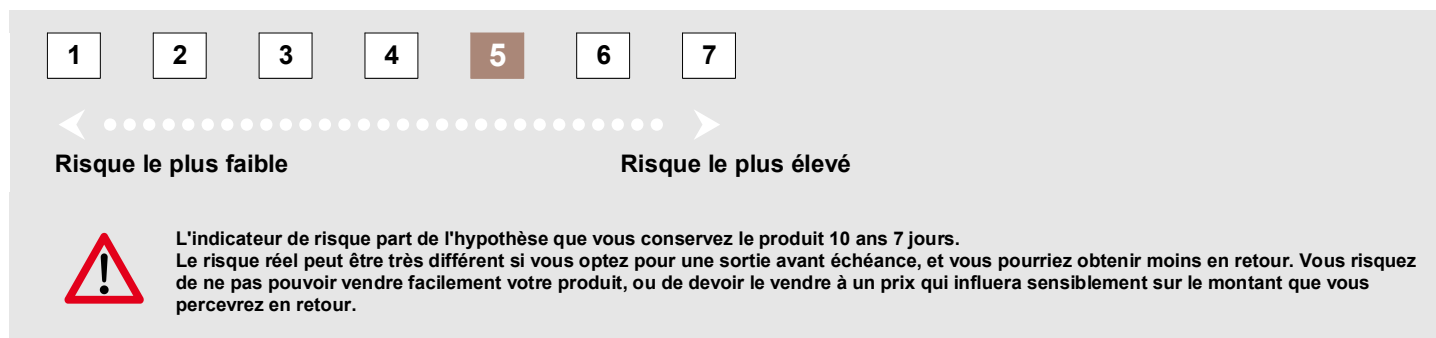 1 2 3 4 5 6 7
Risque le plus faible Risque le plus élevé
L'indicateur de risque part de l'hypothèse que vous conservez le produit 10 ans 7 jours.
Le risque réel peut être très différent si vous optez pour une sortie avant échéance, et vous pourriez obtenir moins en retour. Vous risquez
de ne pas pouvoir vendre facilement votre produit, ou de devoir le vendre à un prix qui influera sensiblement sur le montant que vous
percevrez en retour.